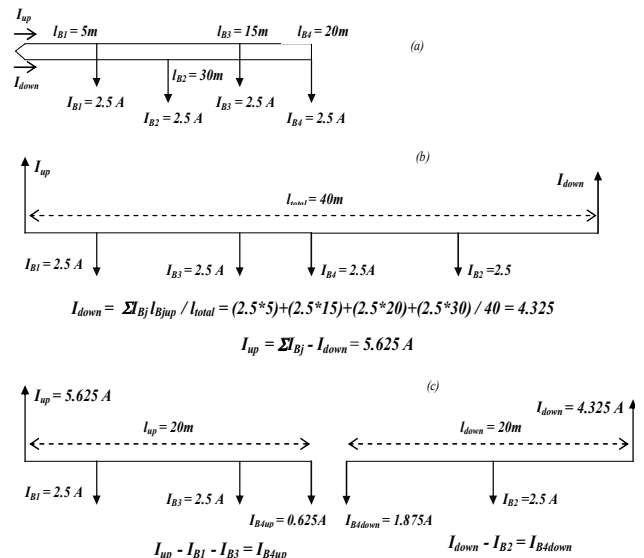 I_up l_B1 = 5m l_B3 = 15m l_B4 = 20m (a)
I_down l_B2 = 30m
I_B1 = 2.5 A I_B2 = 2.5 A I_B3 = 2.5 A I_B4 = 2.5 A
(b)
I_up I_down
l_total = 40m
I_B1 = 2.5 A I_B3 = 2.5 A I_B4 = 2.5A I_B2 = 2.5
I_down = ΣI_Bj l_Bjup / l_total = (2.5*5)+(2.5*15)+(2.5*20)+(2.5*30) / 40 = 4.325
I_up = ΣI_Bj - I_down = 5.625 A
(c)
I_up = 5.625 A I_down = 4.325 A
l_up = 20m l_down = 20m
I_B1 = 2.5 A I_B3 = 2.5 A I_B2 = 2.5 A
I_B4up = 0.625A I_B4down = 1.875A
I_up - I_B1 - I_B3 = I_B4up I_down - I_B2 = I_B4down